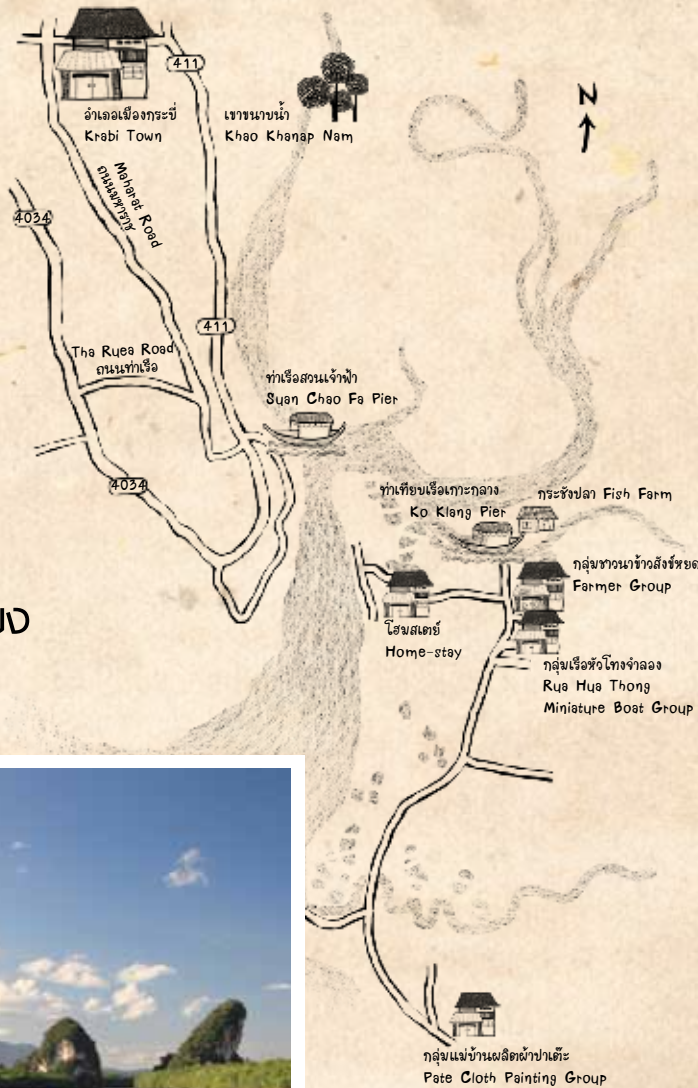 N
411
อำเภอเมืองกระบี่
Krabi Town
เขาขนาบน้ำ
Khao Khanap Nam
Maharat Road
ถนนมหาราช
4034
411
Tha Ruea Road
ถนนท่าเรือ
ท่าเรือสวนเจ้าฟ้า
Suan Chao Fa Pier
4034
ท่าเทียบเรือเกาะกลาง
Ko Klang Pier
กระชังปลา Fish Farm
กลุ่มชาวนาข้าวสังข์หยด
Farmer Group
โฮมสเตย์
Home-stay
กลุ่มเรือหัวโทงจำลอง
Rua Hua Thong
Miniature Boat Group
กลุ่มแม่บ้านผลิตผ้าปาเต๊ะ
Pate Cloth Painting Group